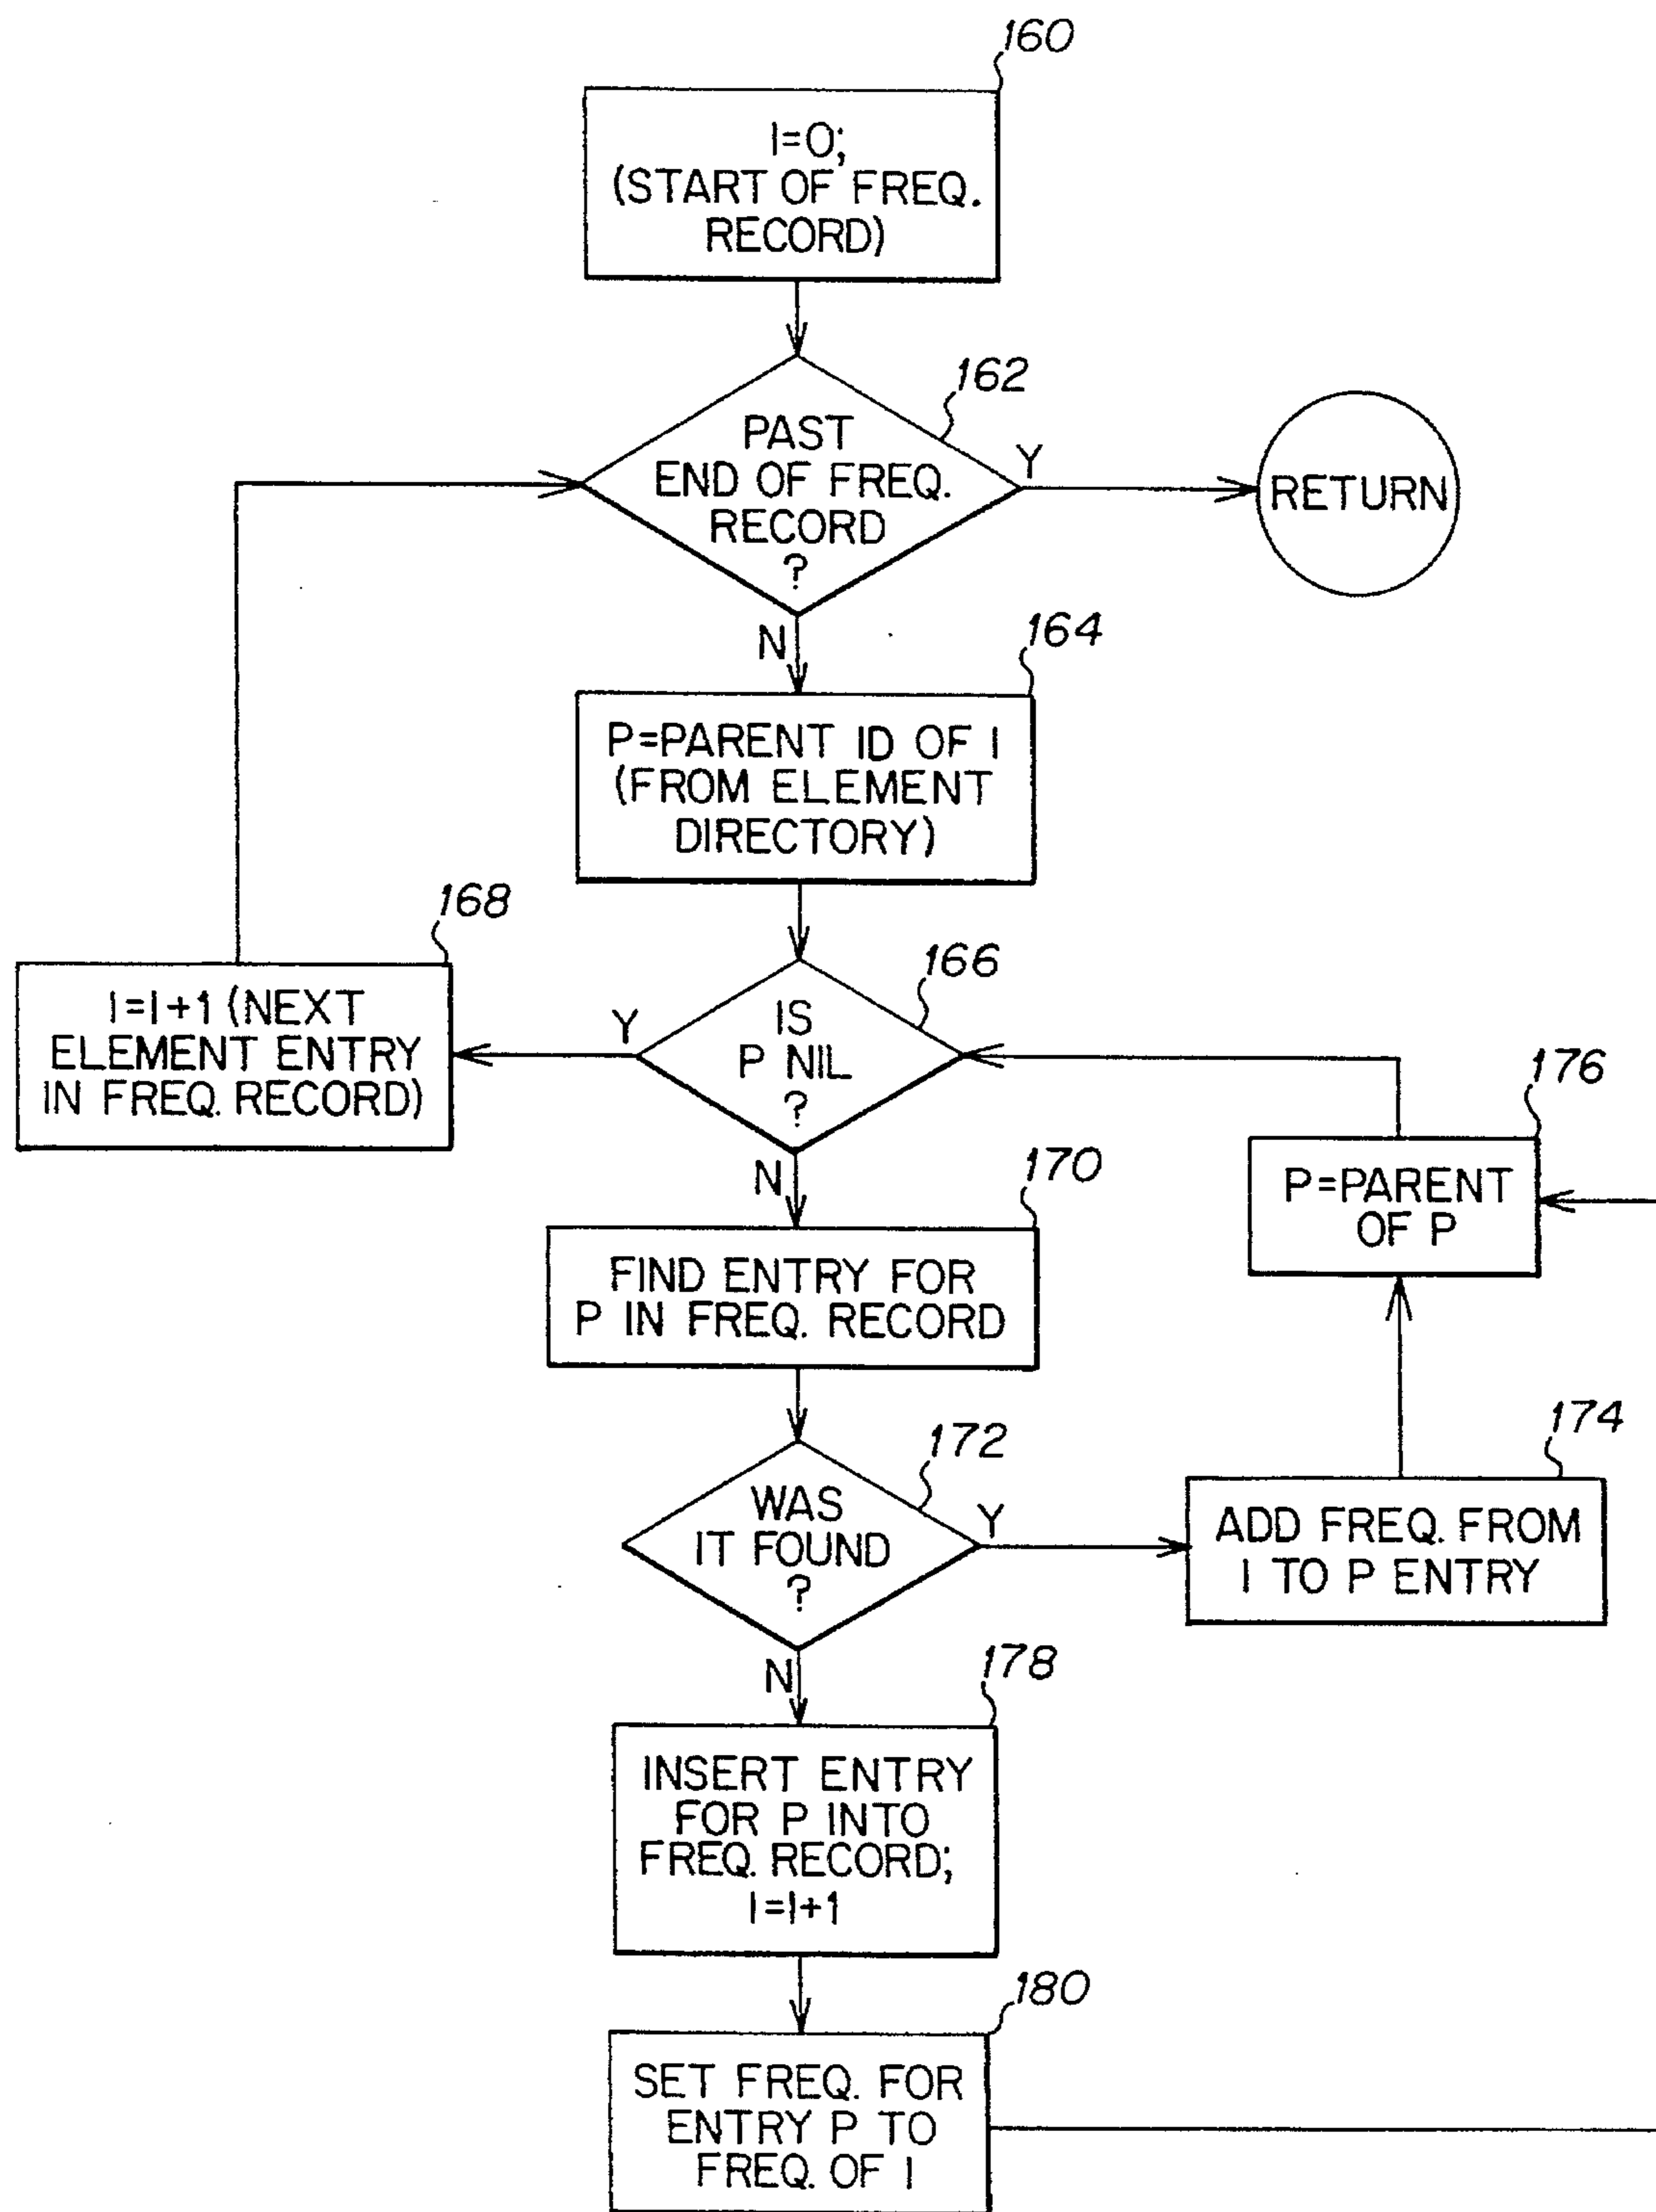 160
I=0;
(START OF FREQ.
RECORD)
162
PAST
END OF FREQ.
RECORD
?
Y
RETURN
N
164
P=PARENT ID OF I
(FROM ELEMENT
DIRECTORY)
168
I=I+1 (NEXT
ELEMENT ENTRY
IN FREQ. RECORD)
166
IS
P NIL
?
Y
N
176
P=PARENT
OF P
170
FIND ENTRY FOR
P IN FREQ. RECORD
172
WAS
IT FOUND
?
Y
174
ADD FREQ. FROM
I TO P ENTRY
N
178
INSERT ENTRY
FOR P INTO
FREQ. RECORD;
I=I+1
180
SET FREQ. FOR
ENTRY P TO
FREQ. OF I